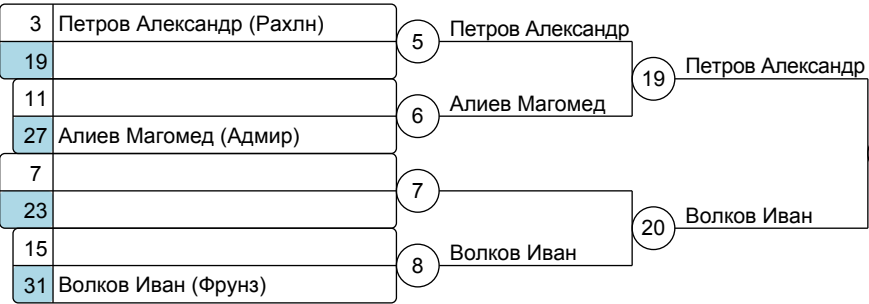 3 Петров Александр (Рахлн)
19
11
27 Алиев Магомед (Адмир)
7
23
15
31 Волков Иван (Фрунз)
5 Петров Александр
6 Алиев Магомед
7
8 Волков Иван
19 Петров Александр
20 Волков Иван